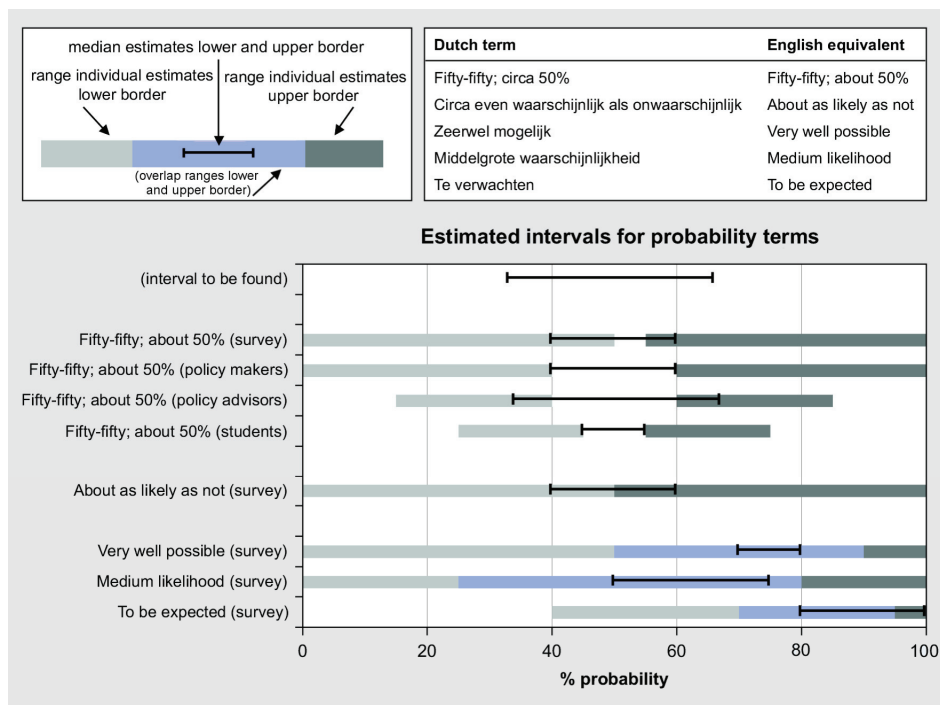 median estimates lower and upper border
range individual estimates
lower border
range individual estimates
upper border
(overlap ranges lower
and upper border)
Dutch term English equivalent
Fifty-fifty; circa 50% Fifty-fifty; about 50%
Circa even waarschijnlijk als onwaarschijnlijk About as likely as not
Zeerwel mogelijk Very well possible
Middelgrote waarschijnlijkheid Medium likelihood
Te verwachten To be expected
Estimated intervals for probability terms
(interval to be found)
Fifty-fifty; about 50% (survey)
Fifty-fifty; about 50% (policy makers)
Fifty-fifty; about 50% (policy advisors)
Fifty-fifty; about 50% (students)
About as likely as not (survey)
Very well possible (survey)
Medium likelihood (survey)
To be expected (survey)
0 20 40 60 80 100
% probability